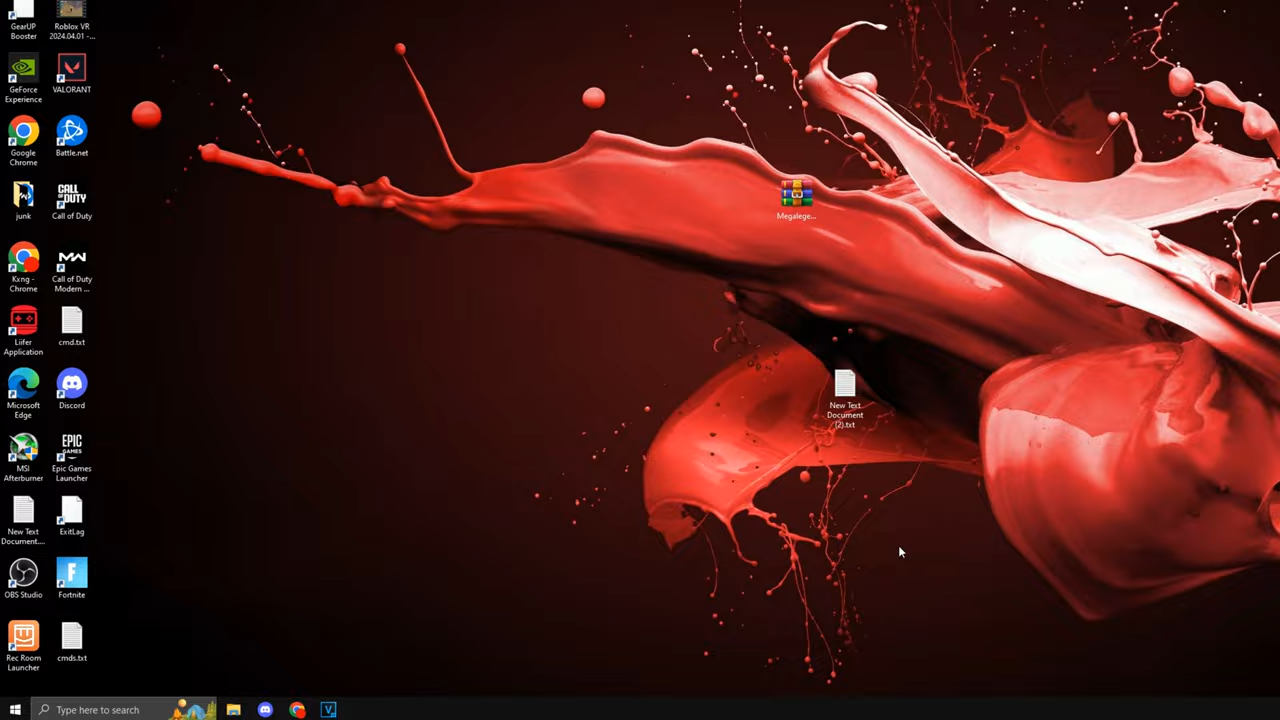 GearUP
Booster
Roblox VR
2024.04.01 -...
GeForce
Experience
VALORANT
Google
Chrome
Battle.net
junk
CALL OF DUTY
Call of Duty
Kxng -
Chrome
Call of Duty
Modern ...
Liifer
Application
cmd.txt
Microsoft
Edge
Discord
MSI
Afterburner
EPIC
GAMES
Epic Games
Launcher
New Text
Document....
ExitLag
OBS Studio
Fortnite
Rec Room
Launcher
cmds.txt
Megalege...
New Text
Document
(2).txt
Type here to search